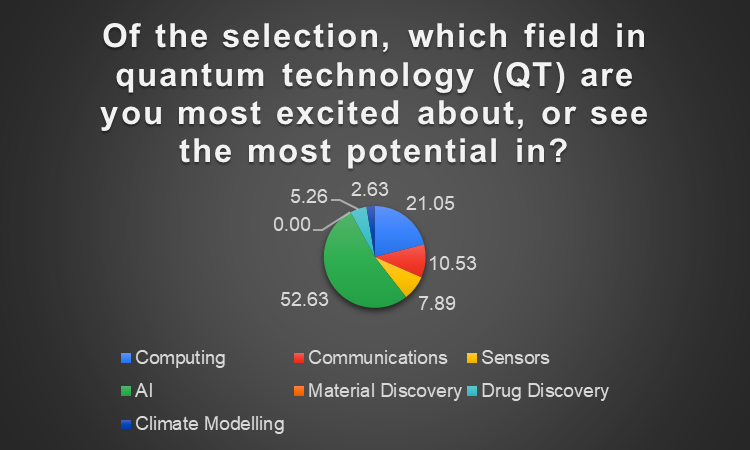 Of the selection, which field in
quantum technology (QT) are
you most excited about, or see
the most potential in?
5.26
2.63
21.05
0.00
10.53
52.63
7.89
Computing
Communications
Sensors
AI
Material Discovery
Drug Discovery
Climate Modelling